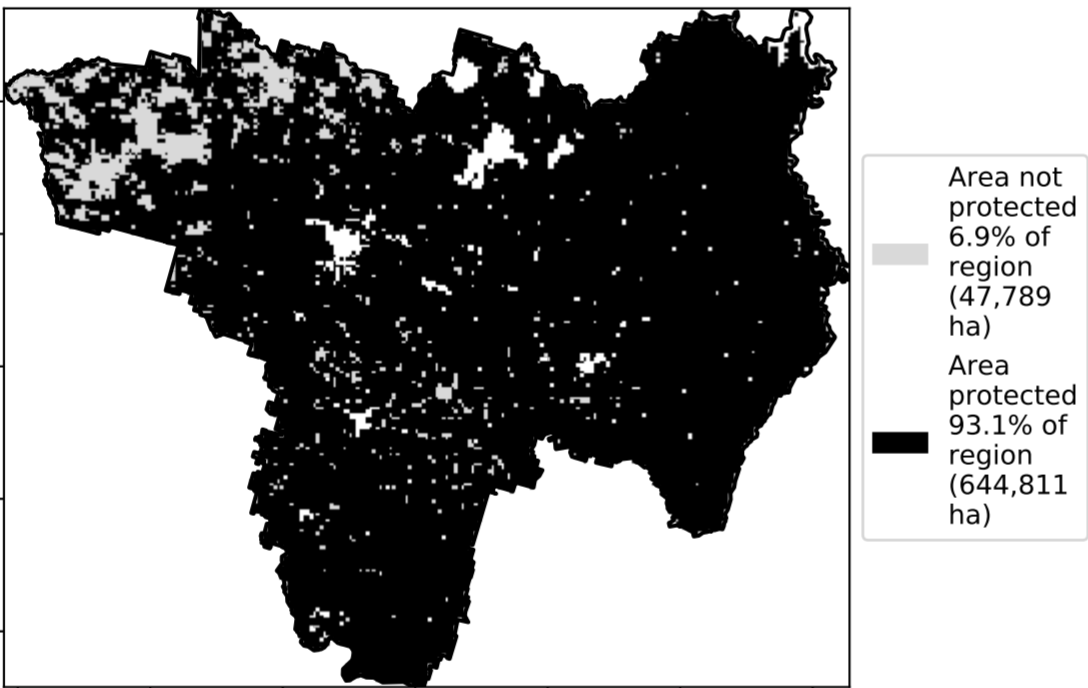 Area not
protected
6.9% of
region
(47,789
ha)
Area
protected
93.1% of
region
(644,811
ha)